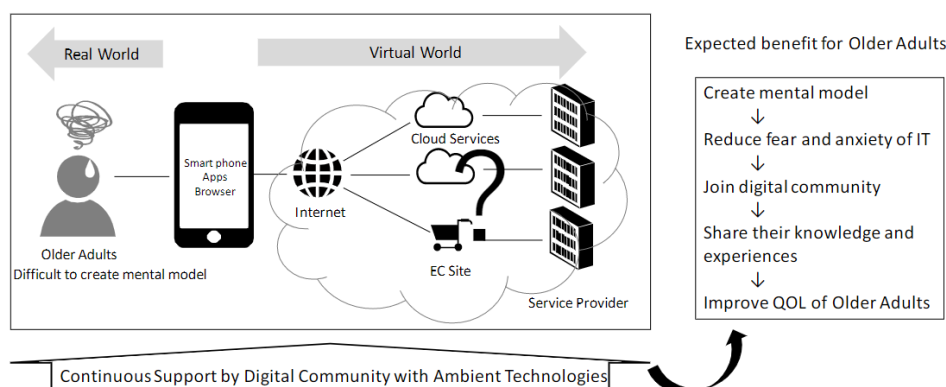 Real World
Virtual World
Smart phone
Apps
Browser
Cloud Services
Internet
EC Site
Older Adults
Difficult to create mental model
Service Provider
Continuous Support by Digital Community with Ambient Technologies
Expected benefit for Older Adults
Create mental model
↓
Reduce fear and anxiety of IT
↓
Join digital community
↓
Share their knowledge and
experiences
↓
Improve QOL of Older Adults